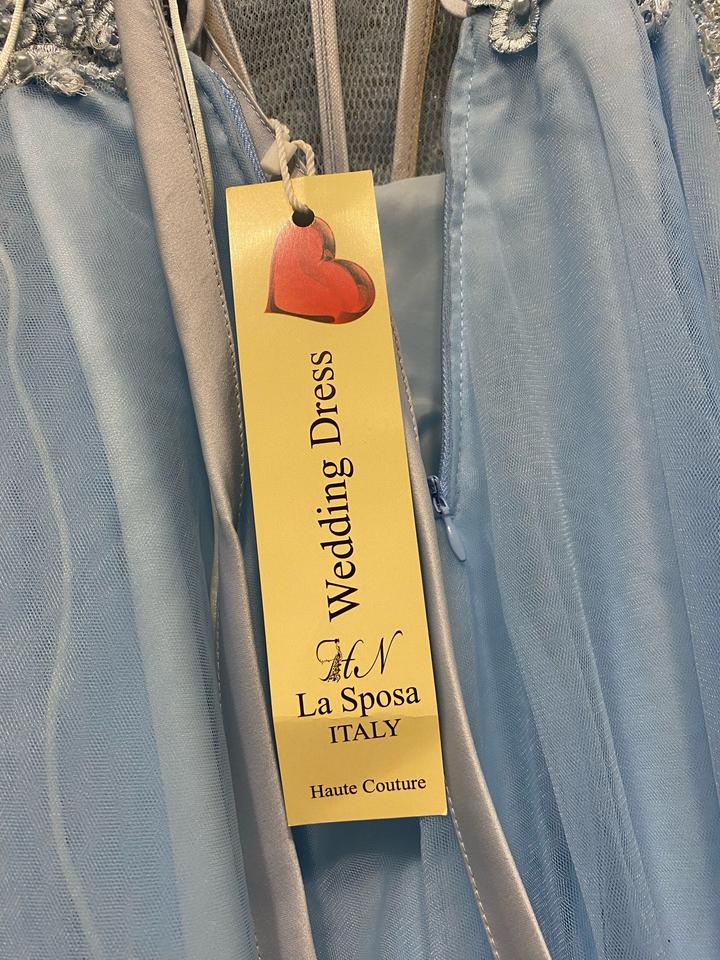 Wedding Dress
HN
La Sposa
ITALY
Haute Couture